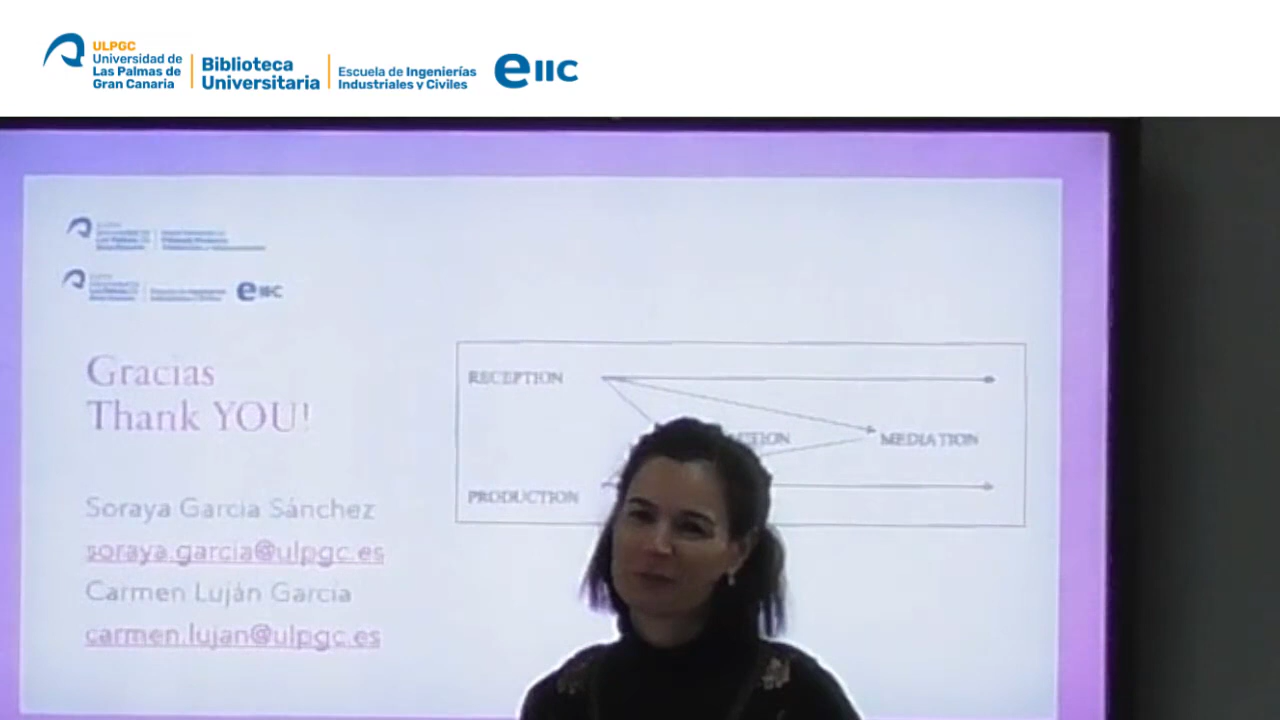 ULPGC
Universidad de
Las Palmas de
Gran Canaria
Biblioteca
Universitaria
Escuela de Ingenierías
Industriales y Civiles
eIIC
eIIC
Gracias
Thank YOU!
Soraya García Sánchez
soraya.garcia@ulpgc.es
Carmen Luján García
carmen.lujan@ulpgc.es
RECEPTION
MEDIATION
PRODUCTION